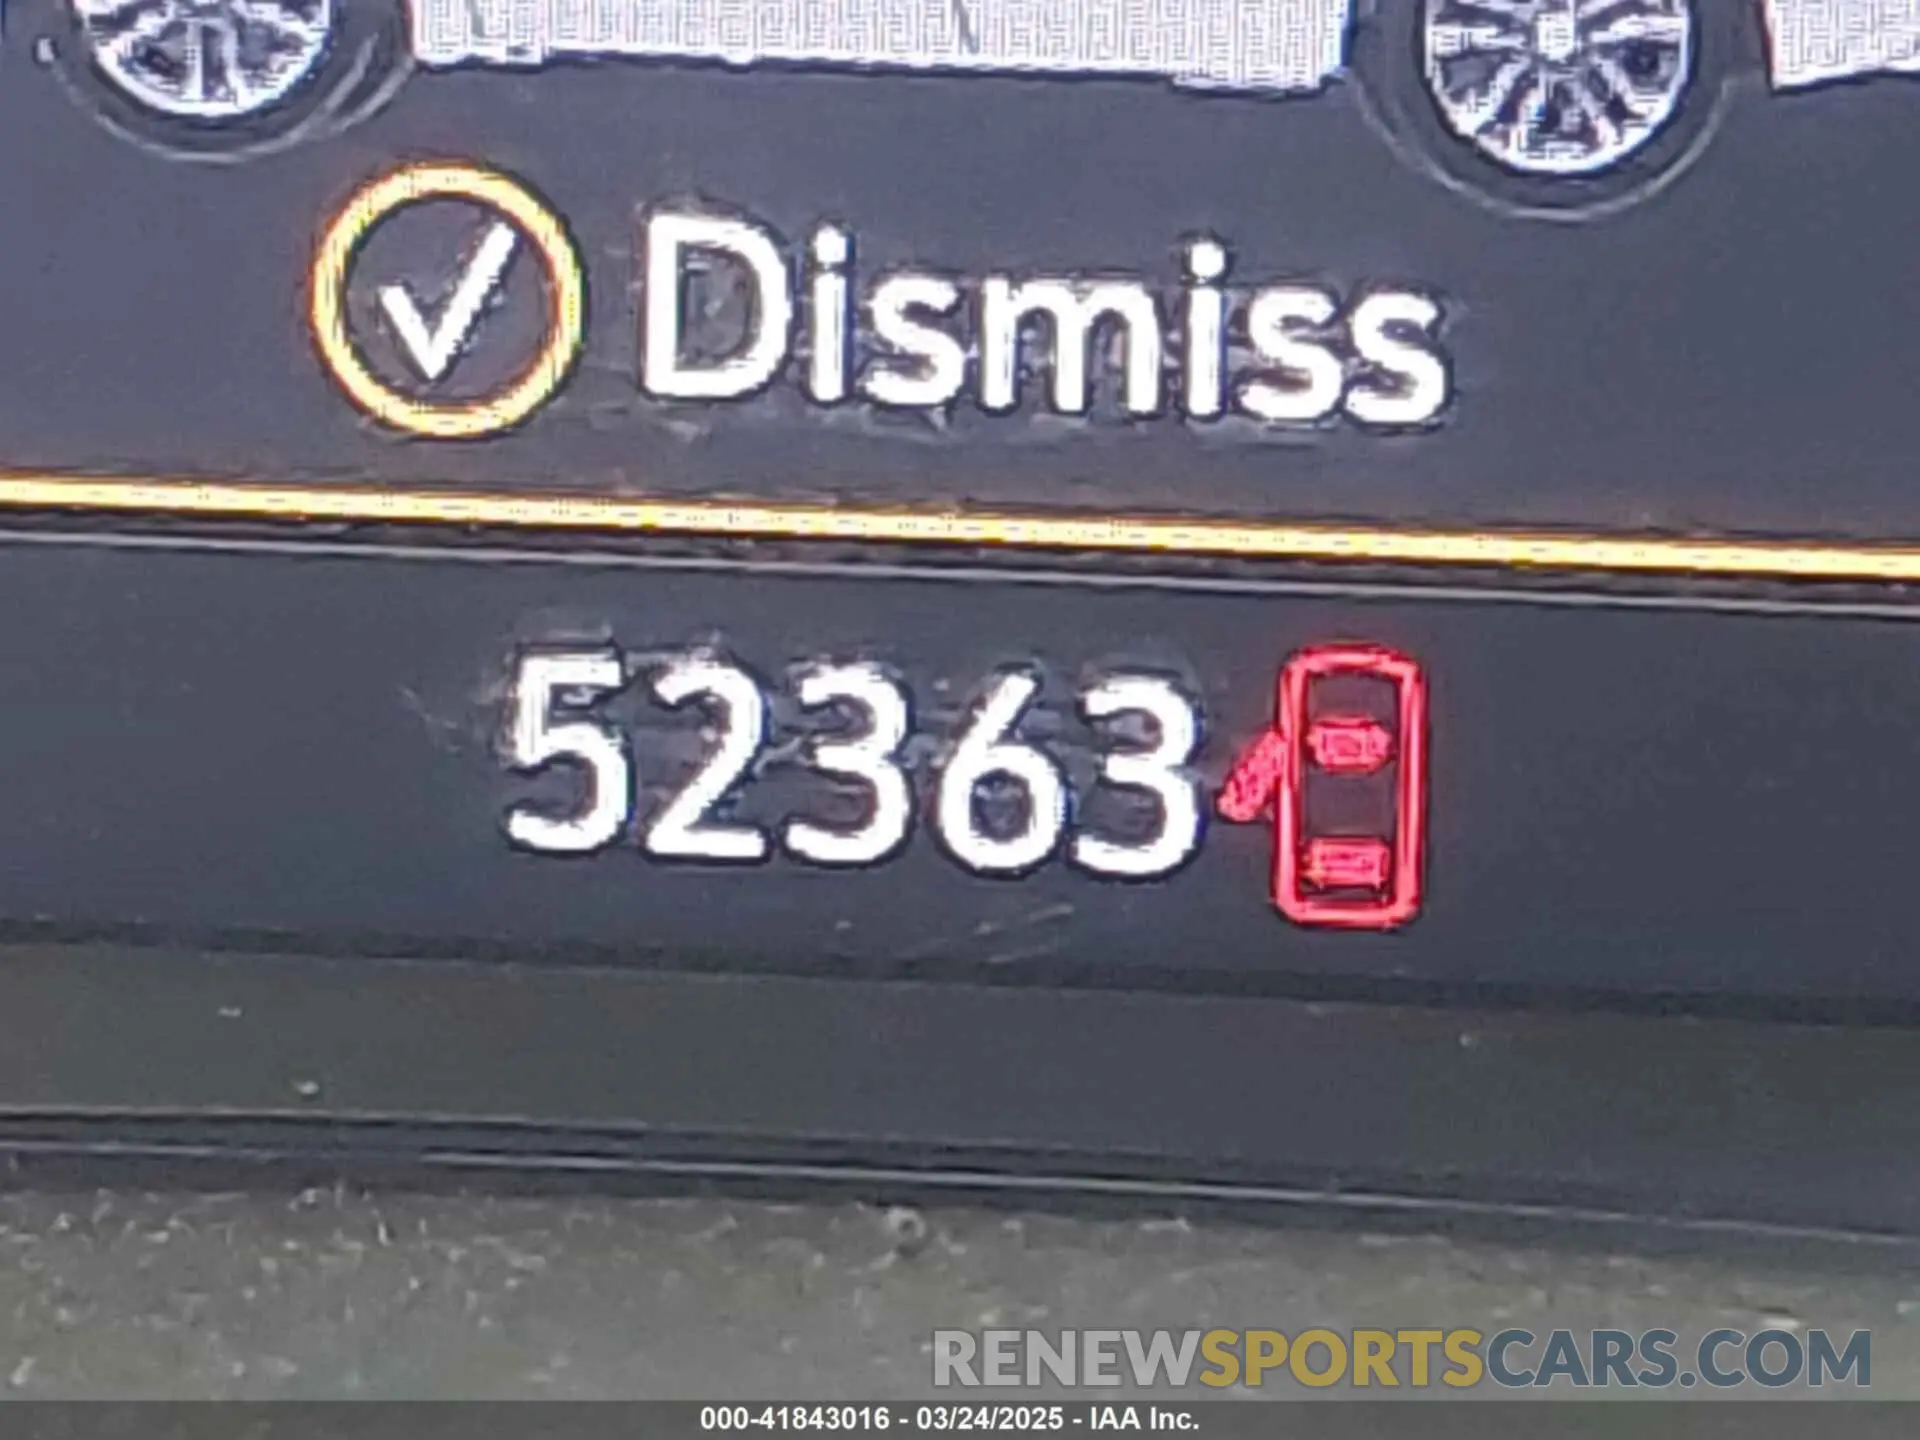 Dismiss
52363
RENEWSPORTSCARS.COM
000-41843016 - 03/24/2025 - IAA Inc.